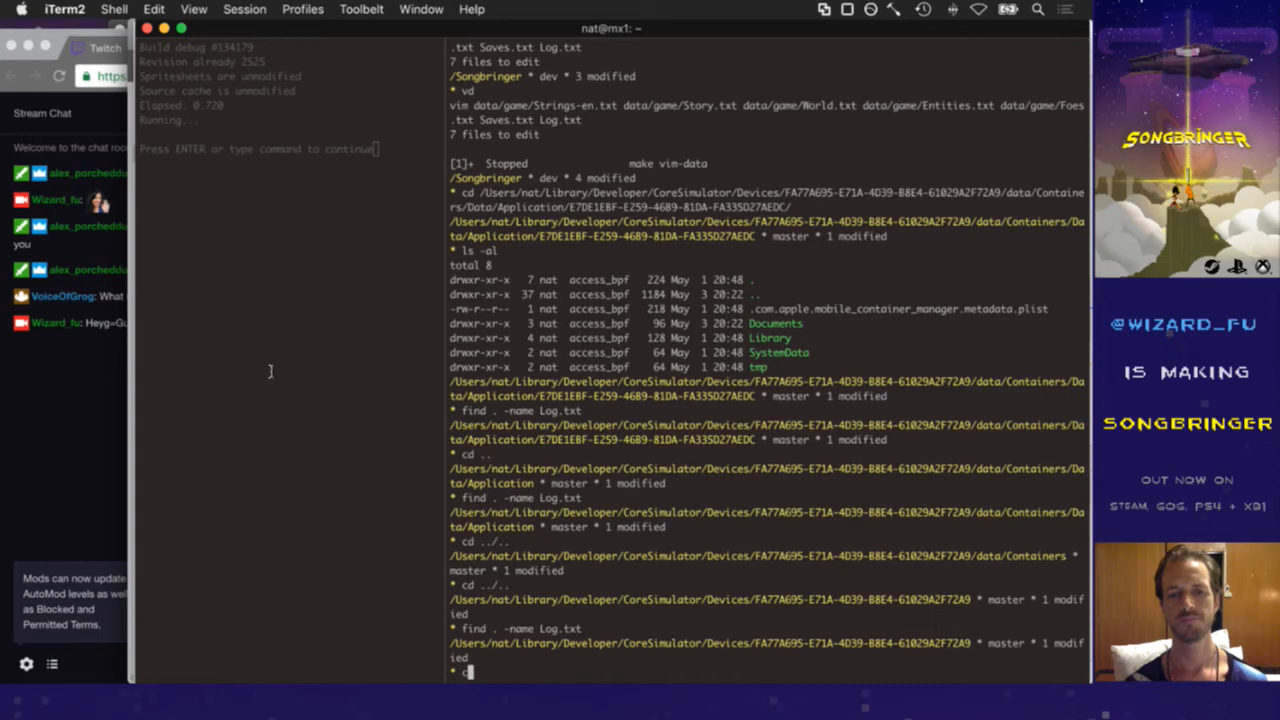 iTerm2 Shell Edit View Session Profiles Toolbelt Window Help
nat@mx1: ~
Twitch
https
Stream Chat
Welcome to the chat roo
alex_porcheddu
Wizard_fu:
alex_porcheddu
you
alex_porcheddu
VoiceOfGrog: What
Wizard_fu: Heyg=Gu
Mods can now update
AutoMod levels as well
as Blocked and
Permitted Terms.
Build debug #134179
Revision already 2525
Spritesheets are unmodified
Source cache is unmodified
Elapsed: 0.720
Running...
Press ENTER or type command to continue
.txt Saves.txt Log.txt
7 files to edit
/Songbringer * dev * 3 modified
* vd
vim data/game/Strings-en.txt data/game/Story.txt data/game/World.txt data/game/Entities.txt data/game/Foes
.txt Saves.txt Log.txt
7 files to edit
[1]+ Stopped make vim-data
/Songbringer * dev * 4 modified
* cd /Users/nat/Library/Developer/CoreSimulator/Devices/FA77A695-E71A-4D39-B8E4-61029A2F72A9/data/Containe
rs/Data/Application/E7DE1EBF-E259-46B9-81DA-FA335D27AEDC/
/Users/nat/Library/Developer/CoreSimulator/Devices/FA77A695-E71A-4D39-B8E4-61029A2F72A9/data/Containers/Da
ta/Application/E7DE1EBF-E259-46B9-81DA-FA335D27AEDC * master * 1 modified
* ls -al
total 8
drwxr-xr-x 7 nat access_bpf 224 May 1 20:48 .
drwxr-xr-x 37 nat access_bpf 1184 May 3 20:22 ..
-rw-r--r-- 1 nat access_bpf 218 May 1 20:48 .com.apple.mobile_container_manager.metadata.plist
drwxr-xr-x 3 nat access_bpf 96 May 3 20:22 Documents
drwxr-xr-x 4 nat access_bpf 128 May 1 20:48 Library
drwxr-xr-x 2 nat access_bpf 64 May 1 20:48 SystemData
drwxr-xr-x 2 nat access_bpf 64 May 1 20:48 tmp
/Users/nat/Library/Developer/CoreSimulator/Devices/FA77A695-E71A-4D39-B8E4-61029A2F72A9/data/Containers/Da
ta/Application/E7DE1EBF-E259-46B9-81DA-FA335D27AEDC * master * 1 modified
* find . -name Log.txt
/Users/nat/Library/Developer/CoreSimulator/Devices/FA77A695-E71A-4D39-B8E4-61029A2F72A9/data/Containers/Da
ta/Application/E7DE1EBF-E259-46B9-81DA-FA335D27AEDC * master * 1 modified
* cd ..
/Users/nat/Library/Developer/CoreSimulator/Devices/FA77A695-E71A-4D39-B8E4-61029A2F72A9/data/Containers/Da
ta/Application * master * 1 modified
* find . -name Log.txt
/Users/nat/Library/Developer/CoreSimulator/Devices/FA77A695-E71A-4D39-B8E4-61029A2F72A9/data/Containers/Da
ta/Application * master * 1 modified
* cd ../..
/Users/nat/Library/Developer/CoreSimulator/Devices/FA77A695-E71A-4D39-B8E4-61029A2F72A9/data/Containers *
master * 1 modified
* cd ../..
/Users/nat/Library/Developer/CoreSimulator/Devices/FA77A695-E71A-4D39-B8E4-61029A2F72A9 * master * 1 modif
ied
* find . -name Log.txt
/Users/nat/Library/Developer/CoreSimulator/Devices/FA77A695-E71A-4D39-B8E4-61029A2F72A9 * master * 1 modif
ied
* c
SONGBRINGER
@WIZARD_FU
IS MAKING
SONGBRINGER
OUT NOW ON
STEAM, GOG, PS4 + XB1